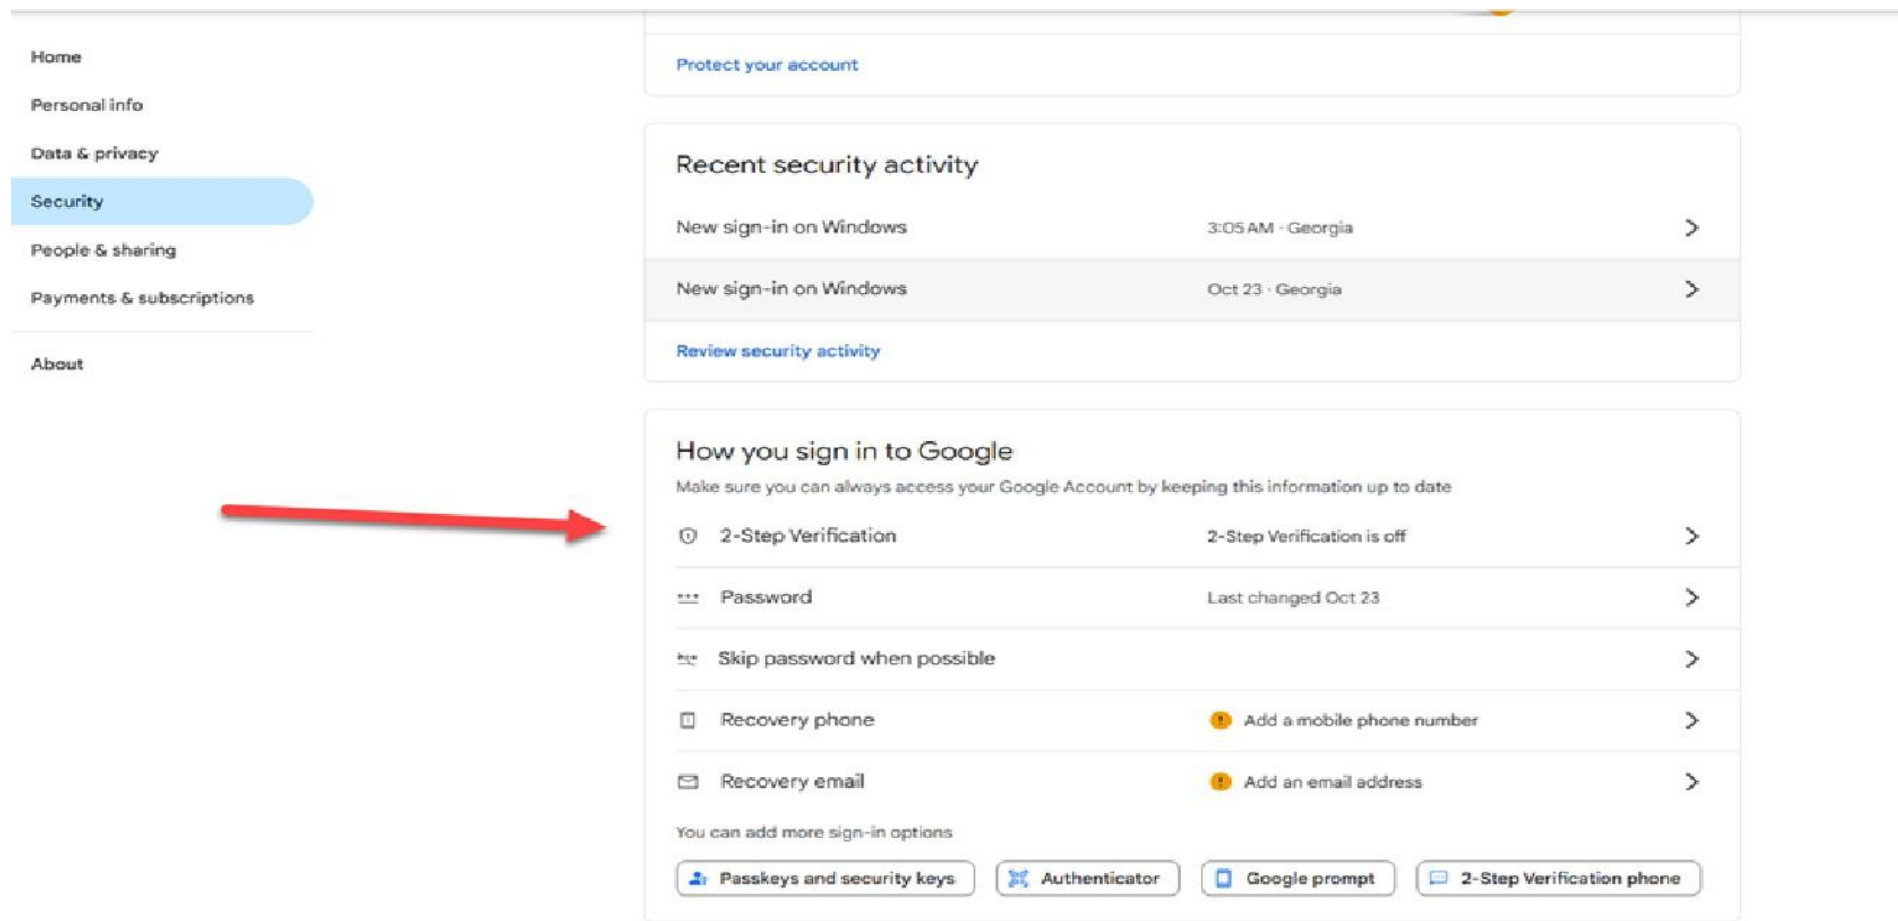 Home
Personal info
Data & privacy
Security
People & sharing
Payments & subscriptions
About
Protect your account
Recent security activity
New sign-in on Windows 3:05 AM · Georgia
New sign-in on Windows Oct 23 · Georgia
Review security activity
How you sign in to Google
Make sure you can always access your Google Account by keeping this information up to date
2-Step Verification 2-Step Verification is off
Password Last changed Oct 23
Skip password when possible
Recovery phone Add a mobile phone number
Recovery email Add an email address
You can add more sign-in options
Passkeys and security keys Authenticator Google prompt 2-Step Verification phone